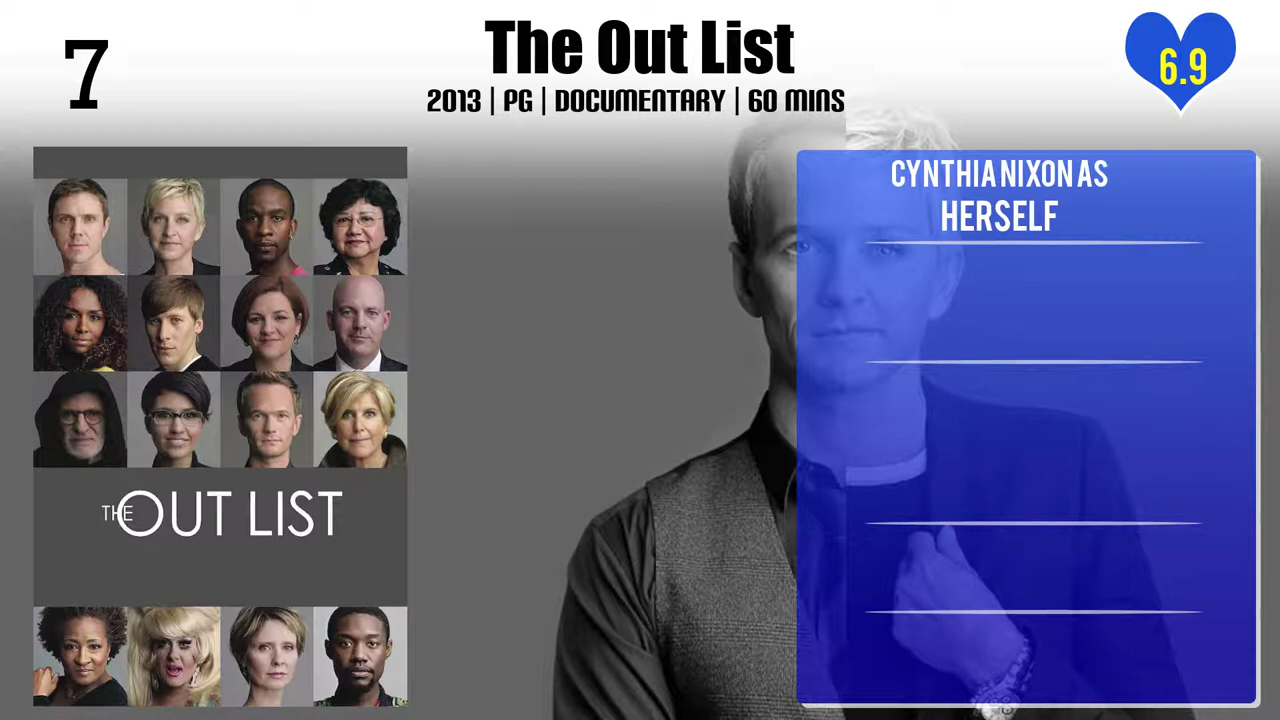 7
The Out List
2013 | PG | DOCUMENTARY | 60 MINS
6.9
CYNTHIA NIXON AS
HERSELF
THE OUT LIST